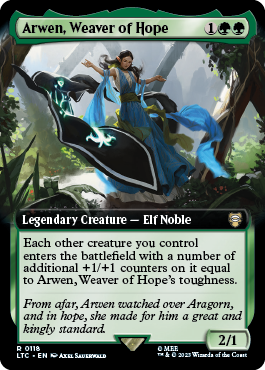 Arwen, Weaver of Hope 1
Legendary Creature — Elf Noble
Each other creature you control
enters the battlefield with a number of
additional +1/+1 counters on it equal
to Arwen, Weaver of Hope's toughness.
From afar, Arwen watched over Aragorn,
and in hope, she made for him a great and
kingly standard.
2/1
R 0118
LTC • EN Axel Sauerwald
© MEE
™ & © 2023 Wizards of the Coast